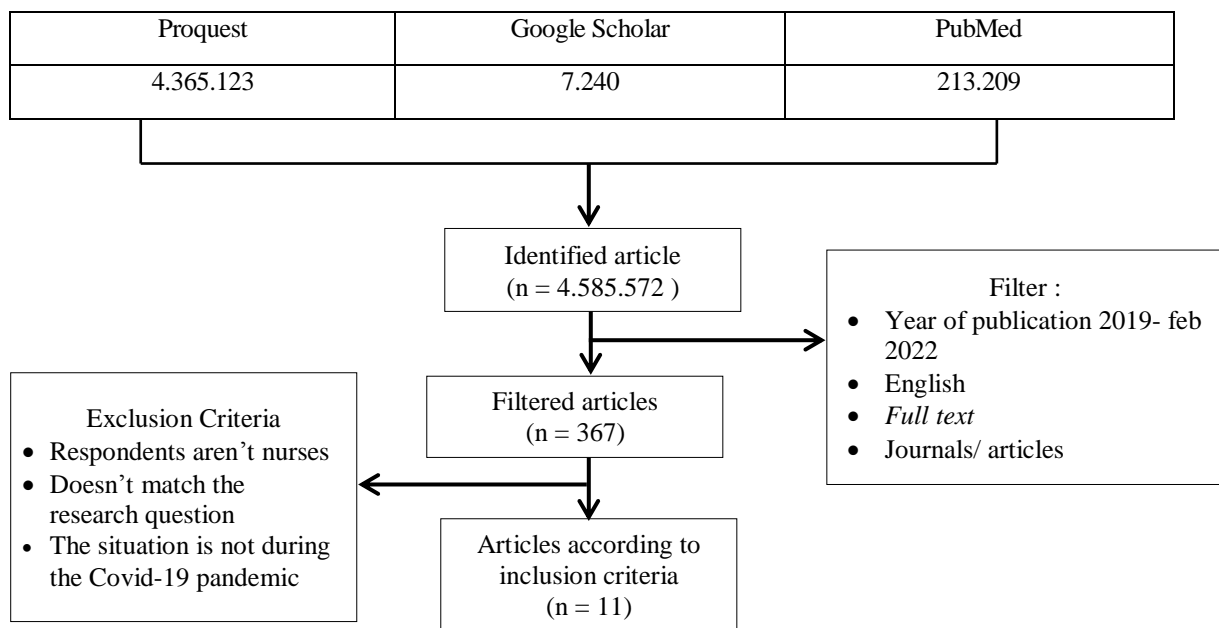 Proquest Google Scholar PubMed
4.365.123 7.240 213.209
Identified article
(n = 4.585.572 )
Filter :
• Year of publication 2019- feb
2022
• English
• Full text
• Journals/ articles
Filtered articles
(n = 367)
Exclusion Criteria
• Respondents aren’t nurses
• Doesn’t match the
research question
• The situation is not during
the Covid-19 pandemic
Articles according to
inclusion criteria
(n = 11)